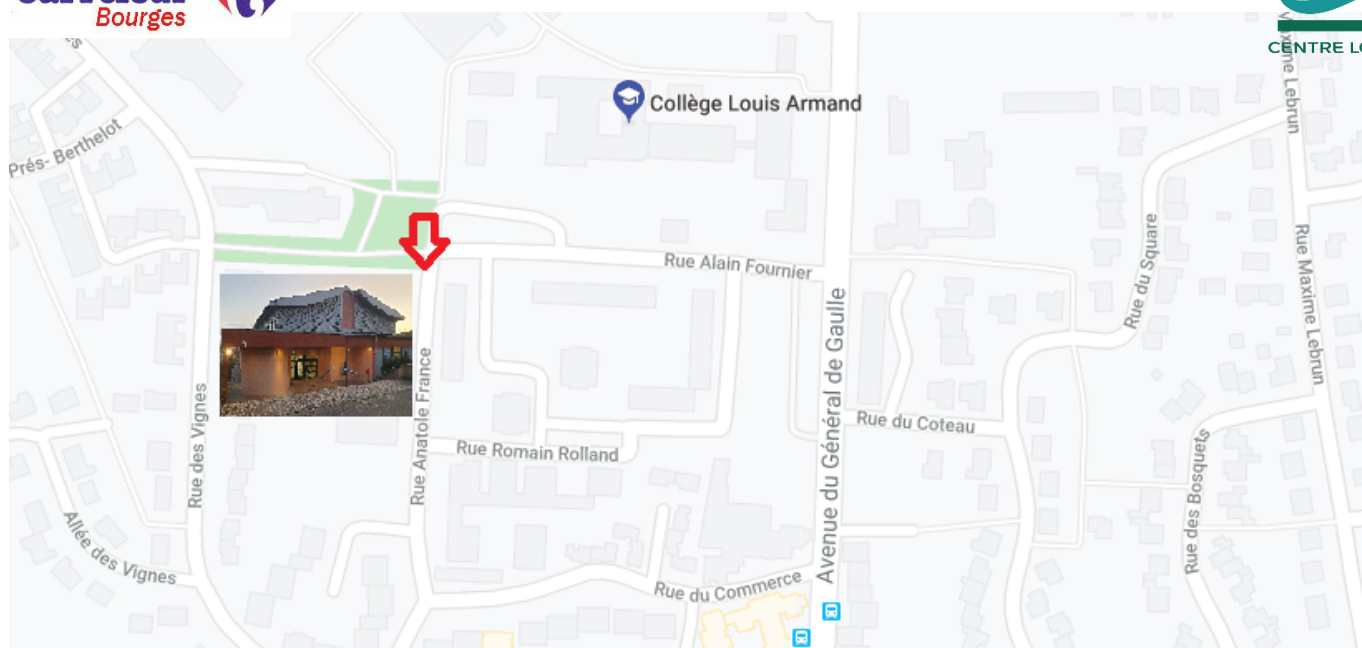 Bourges
CENTRE LO
Maxime Lebrun
Collège Louis Armand
Prés- Berthelot
Rue Alain Fournier
Rue du Square
Rue Maxime Lebrun
Avenue du Général de Gaulle
Rue Anatole France
Rue des Vignes
Rue du Coteau
Rue Romain Rolland
Rue des Bosquets
Allée des Vignes
Rue du Commerce